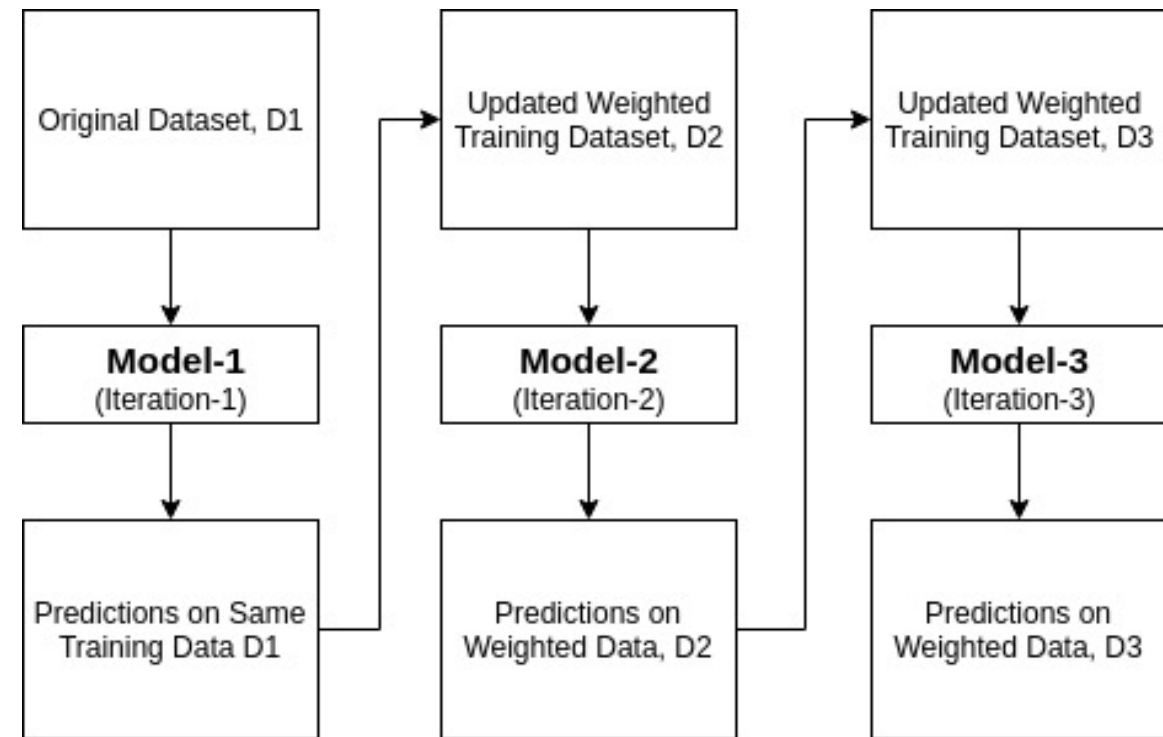 Original Dataset, D1
Model-1
(Iteration-1)
Predictions on Same
Training Data D1
Updated Weighted
Training Dataset, D2
Model-2
(Iteration-2)
Predictions on
Weighted Data, D2
Updated Weighted
Training Dataset, D3
Model-3
(Iteration-3)
Predictions on
Weighted Data, D3